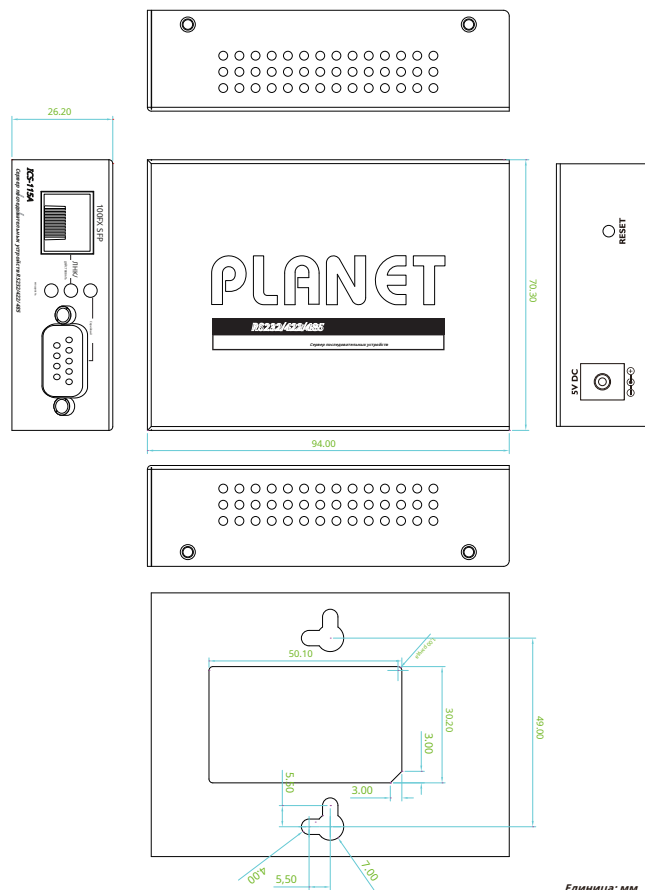 26.20
ICS-115A
Сервер последовательных устройств RS232/422/485
100FX SFP
ЛНК/
PLANET
RS232/422/485
Сервер последовательных устройств
70.30
94.00
RESET
5V DC
50.10
30.20
49.00
3.00
3.00
5.60
4.00
5,50
7.00
Единица: мм